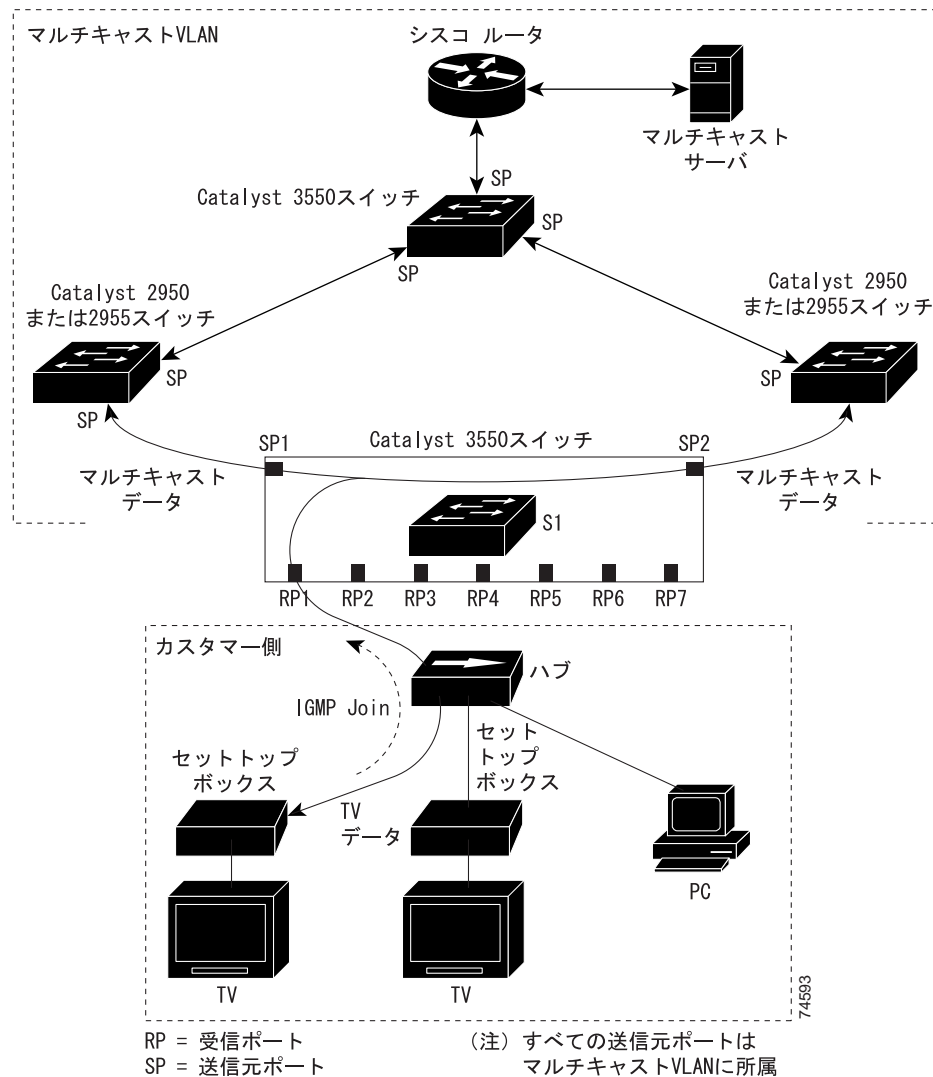 マルチキャストVLAN
シスコ ルータ
マルチキャスト
サーバ
SP
Catalyst 3550スイッチ
SP
SP
Catalyst 2950
または2955スイッチ
Catalyst 2950
または2955スイッチ
SP
SP
SP
SP1
Catalyst 3550スイッチ
SP2
マルチキャスト
データ
マルチキャスト
データ
S1
RP1
RP2
RP3
RP4
RP5
RP6
RP7
カスタマー側
ハブ
IGMP Join
セット
トップ
ボックス
セットトップ
ボックス
TV
データ
PC
TV
TV
74593
RP = 受信ポート
SP = 送信元ポート
(注) すべての送信元ポートは
マルチキャストVLANに所属